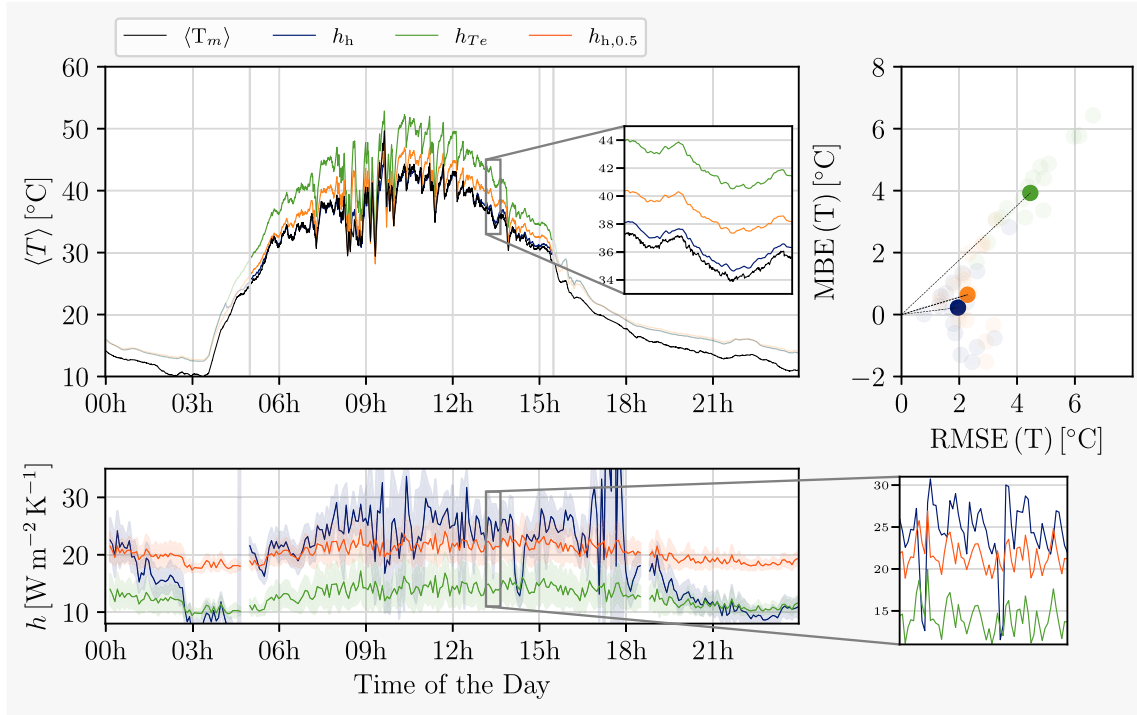 ⟨T_m⟩ h_h h_{Te} h_{h,0.5}
60
50
40
30
20
10
⟨T⟩ [°C]
00h 03h 06h 09h 12h 15h 18h 21h
44
42
40
38
36
34
8
6
4
2
0
−2
MBE (T) [°C]
0 2 4 6
RMSE (T) [°C]
30
20
10
h [W m⁻² K⁻¹]
00h 03h 06h 09h 12h 15h 18h 21h
Time of the Day
30
25
20
15